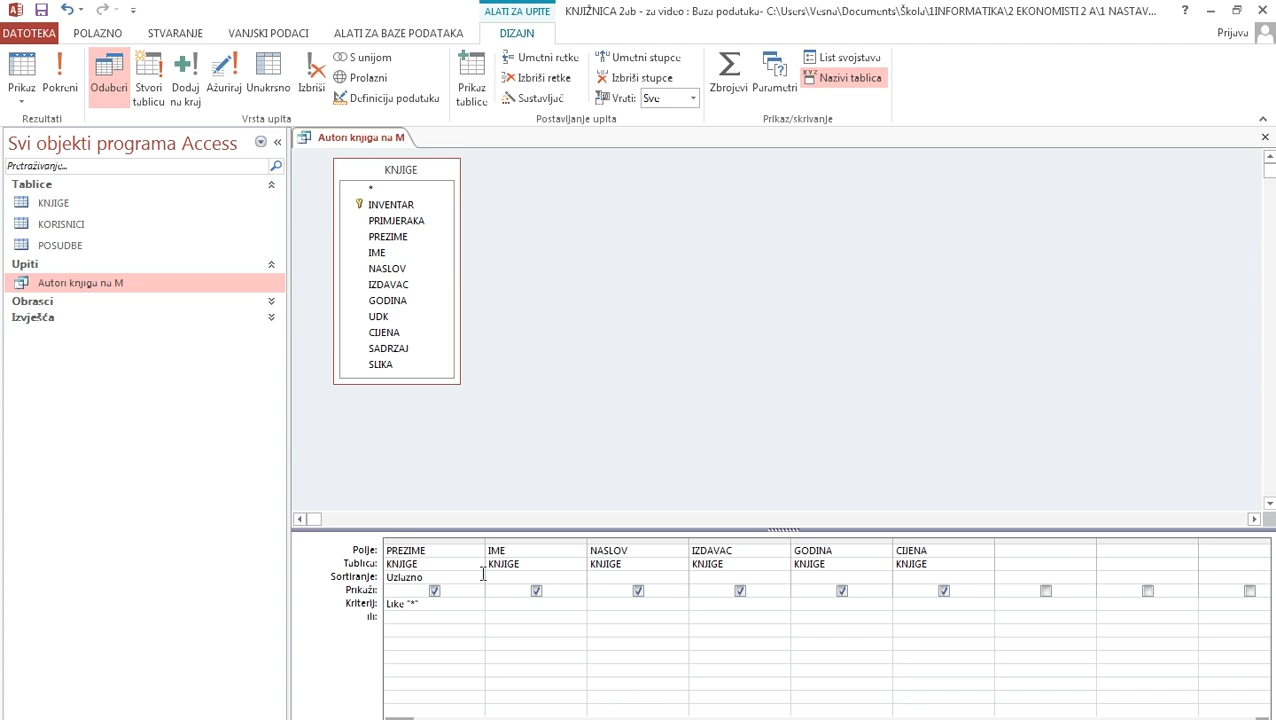 ALATI ZA UPITE
KNJIŽNICA 2ab - za video : Baza podataka- C:\Users\Vesna\Documents\Škola\1INFORMATIKA\2 EKONOMISTI 2 A\1 NASTAV...
?
DATOTEKA POLAZNO STVARANJE VANJSKI PODACI ALATI ZA BAZE PODATAKA DIZAJN Prijava
Prikaz Pokreni
Odaberi Stvori tablicu Dodaj na kraj Ažuriraj Unakrsno Izbriši
S unijom
Prolazni
Definicija podataka
Prikaz tablice
Umetni retke
Izbriši retke
Sastavljač
Umetni stupce
Izbriši stupce
Vrati: Sve
Zbrojevi Parametri
List svojstava
Nazivi tablica
Rezultati Vrsta upita Postavljanje upita Prikaz/skrivanje
Svi objekti programa Access
Pretraživanje...
Tablice
KNJIGE
KORISNICI
POSUDBE
Upiti
Autori knjiga na M
Obrasci
Izvješća
Autori knjiga na M
KNJIGE
*
INVENTAR
PRIMJERAKA
PREZIME
IME
NASLOV
IZDAVAC
GODINA
UDK
CIJENA
SADRZAJ
SLIKA
Polje: PREZIME IME NASLOV IZDAVAC GODINA CIJENA
Tablica: KNJIGE KNJIGE KNJIGE KNJIGE KNJIGE KNJIGE
Sortiranje: Uzlazno
Prikaži:
Kriterij: Like "*"
ili: